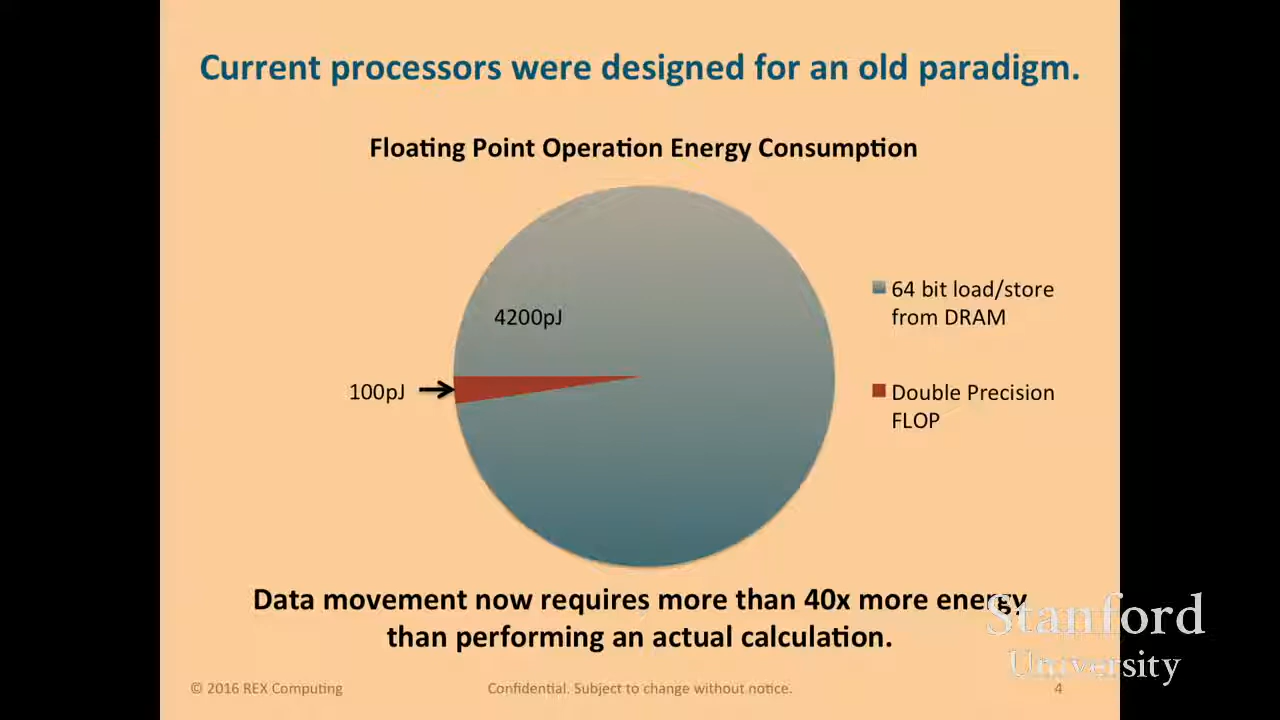 Current processors were designed for an old paradigm.
Floating Point Operation Energy Consumption
4200pJ
100pJ
64 bit load/store
from DRAM
Double Precision
FLOP
Data movement now requires more than 40x more energy
than performing an actual calculation.
Stanford
University
© 2016 REX Computing
Confidential. Subject to change without notice.
4